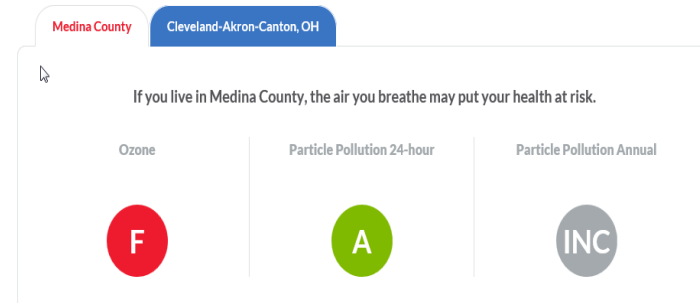 Medina County
Cleveland-Akron-Canton, OH
If you live in Medina County, the air you breathe may put your health at risk.
Ozone
Particle Pollution 24-hour
Particle Pollution Annual
F
A
INC